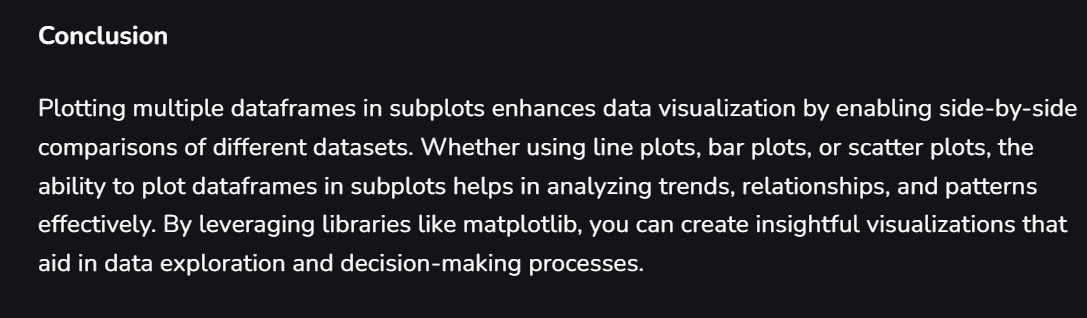 Conclusion
Plotting multiple dataframes in subplots enhances data visualization by enabling side-by-side
comparisons of different datasets. Whether using line plots, bar plots, or scatter plots, the
ability to plot dataframes in subplots helps in analyzing trends, relationships, and patterns
effectively. By leveraging libraries like matplotlib, you can create insightful visualizations that
aid in data exploration and decision-making processes.